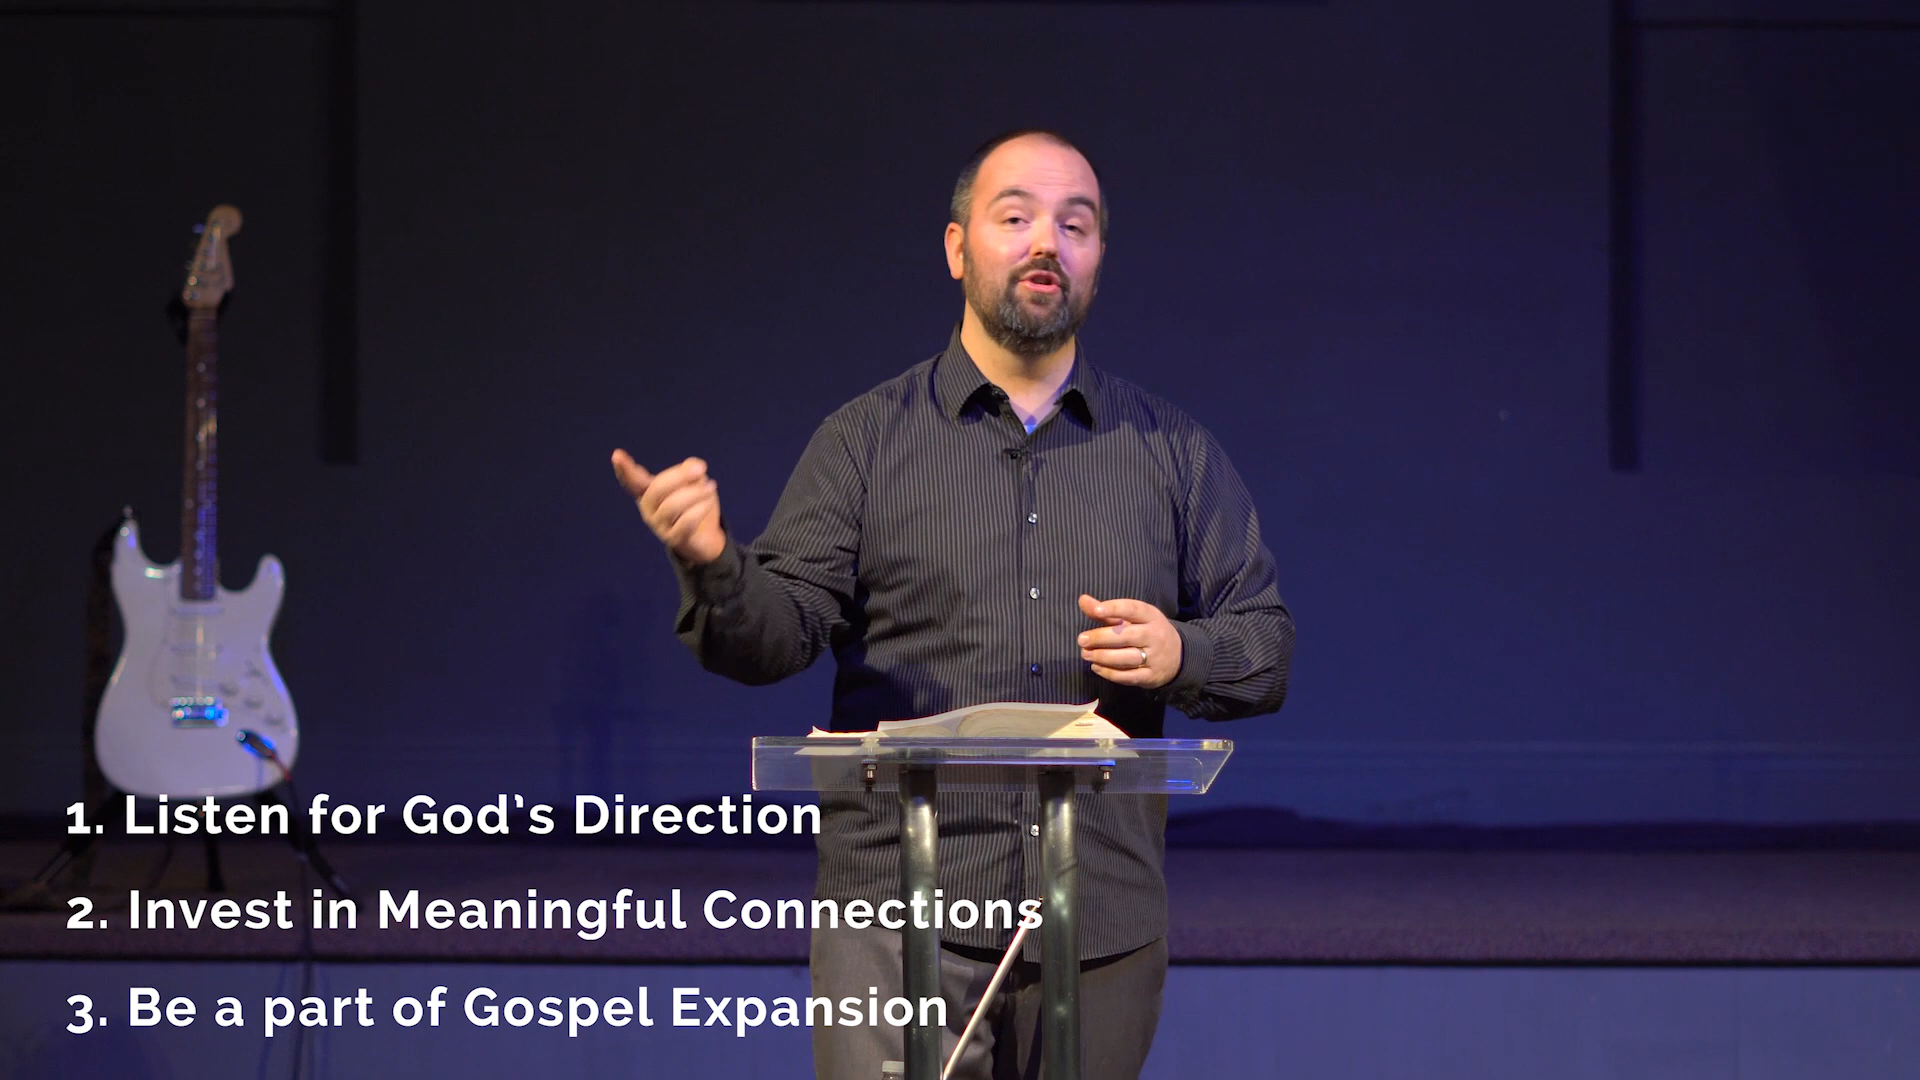 1. Listen for God’s Direction
2. Invest in Meaningful Connections
3. Be a part of Gospel Expansion